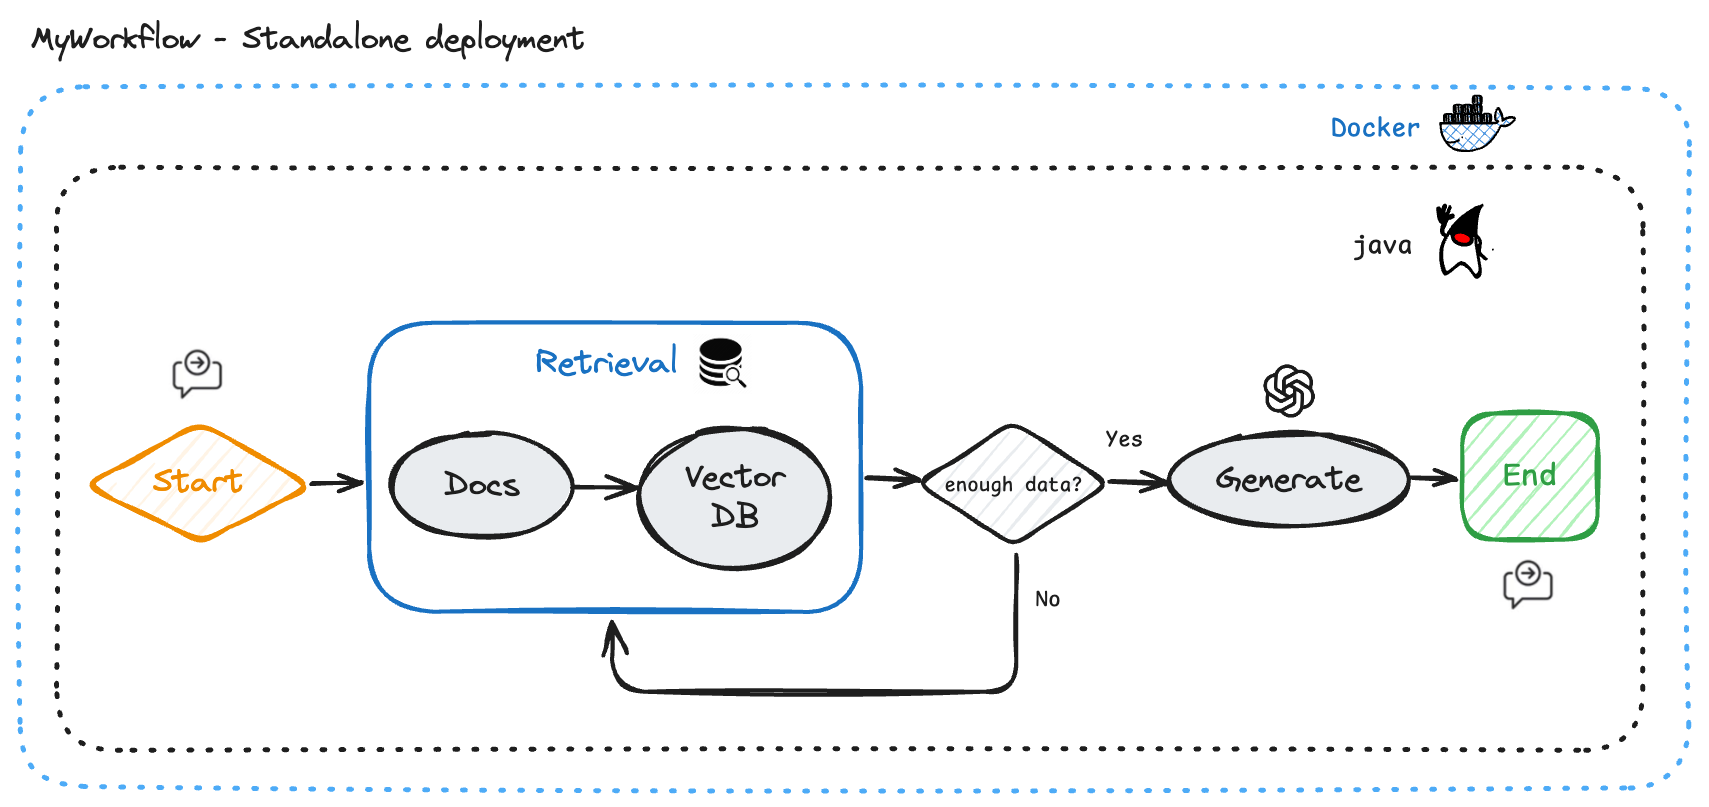 MyWorkflow - Standalone deployment
Docker
java
Retrieval
Start
Docs
Vector
DB
enough data?
Yes
No
Generate
End